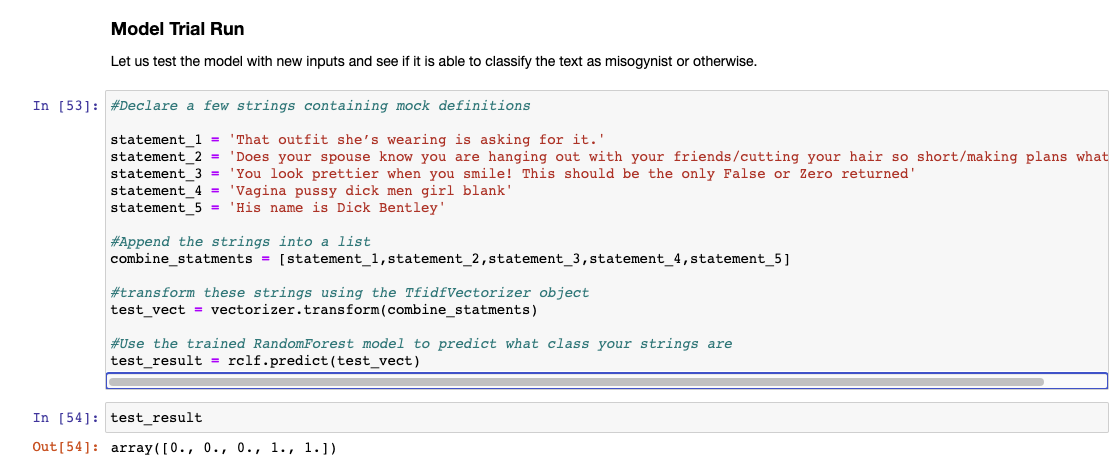 Model Trial Run
Let us test the model with new inputs and see if it is able to classify the text as misogynist or otherwise.
In [53]: #Declare a few strings containing mock definitions
statement_1 = 'That outfit she’s wearing is asking for it.'
statement_2 = 'Does your spouse know you are hanging out with your friends/cutting your hair so short/making plans what
statement_3 = 'You look prettier when you smile! This should be the only False or Zero returned'
statement_4 = 'Vagina pussy dick men girl blank'
statement_5 = 'His name is Dick Bentley'
#Append the strings into a list
combine_statments = [statement_1,statement_2,statement_3,statement_4,statement_5]
#transform these strings using the TfidfVectorizer object
test_vect = vectorizer.transform(combine_statments)
#Use the trained RandomForest model to predict what class your strings are
test_result = rclf.predict(test_vect)
In [54]: test_result
Out[54]: array([0., 0., 0., 1., 1.])